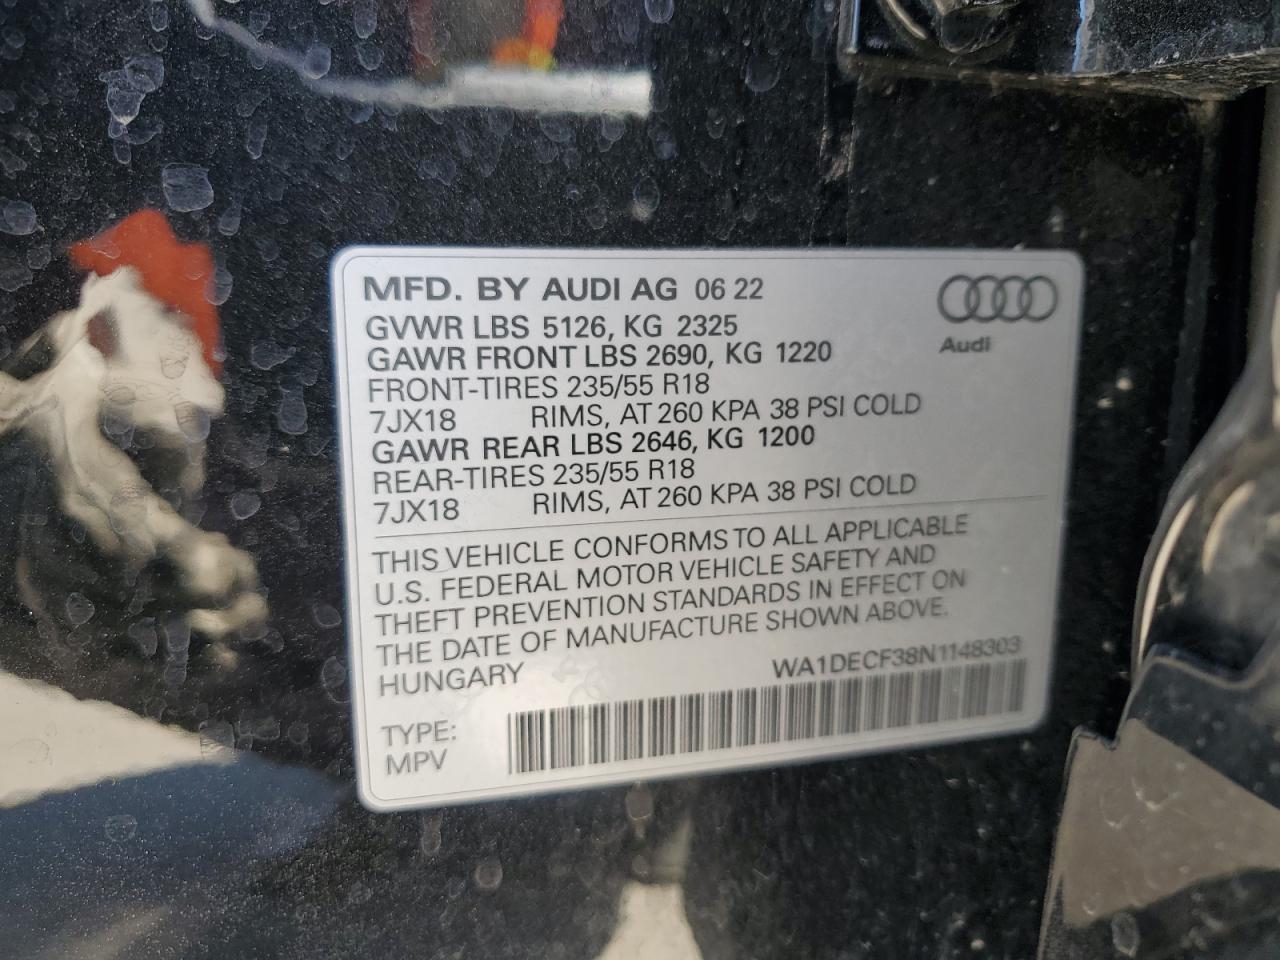 MFD. BY AUDI AG 06 22
GVWR LBS 5126, KG 2325
GAWR FRONT LBS 2690, KG 1220
FRONT-TIRES 235/55 R18
7JX18 RIMS, AT 260 KPA 38 PSI COLD
GAWR REAR LBS 2646, KG 1200
REAR-TIRES 235/55 R18
7JX18 RIMS, AT 260 KPA 38 PSI COLD
Audi
THIS VEHICLE CONFORMS TO ALL APPLICABLE
U.S. FEDERAL MOTOR VEHICLE SAFETY AND
THEFT PREVENTION STANDARDS IN EFFECT ON
THE DATE OF MANUFACTURE SHOWN ABOVE.
HUNGARY WA1DECF38N1148303
TYPE:
MPV